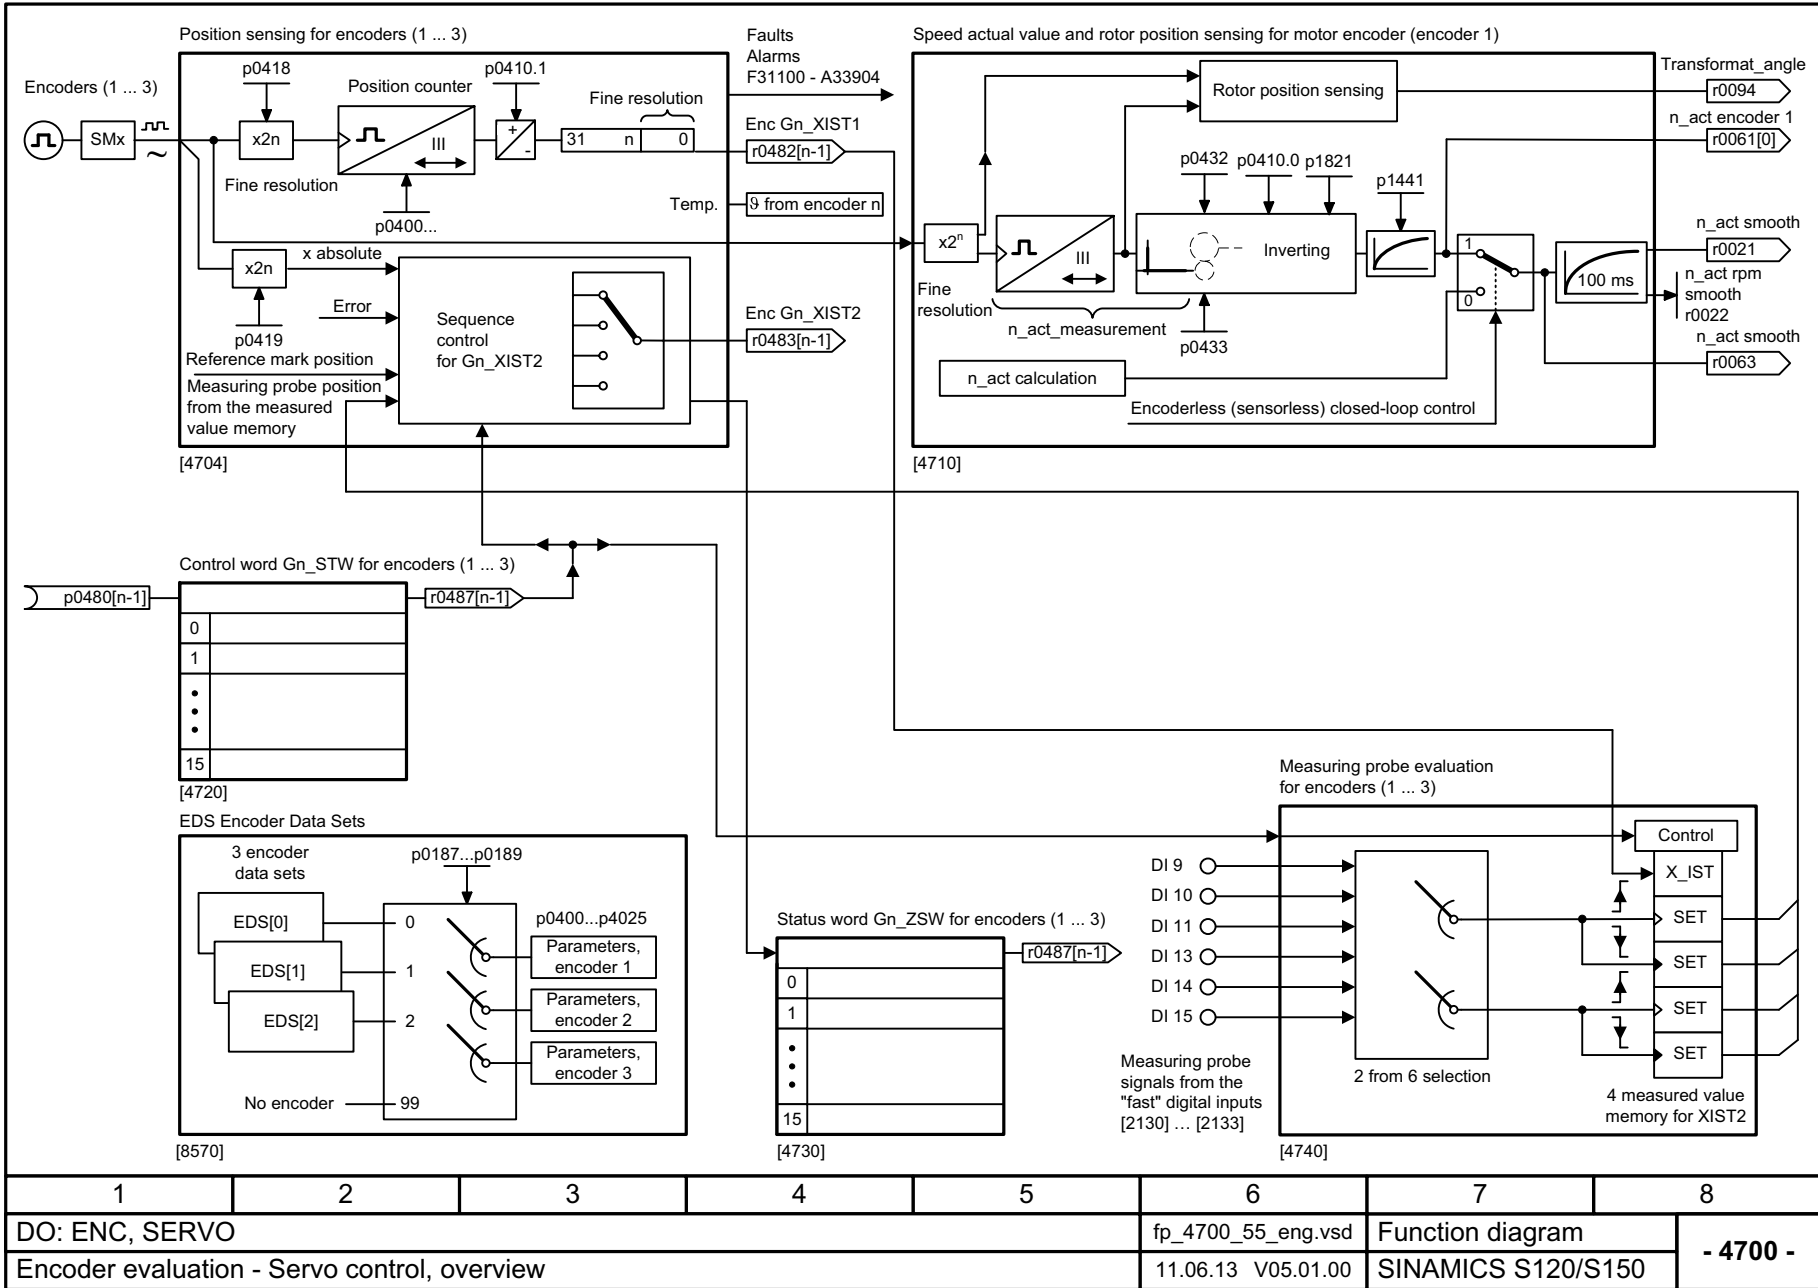 Position sensing for encoders (1 ... 3)
Encoders (1 ... 3)
SMx
~
p0418
x2n
Fine resolution
Position counter
III
p0400...
p0410.1
+
-
Fine resolution
31 n 0
Faults
Alarms
F31100 - A33904
Enc Gn_XIST1
r0482[n-1]
Temp.
ϑ from encoder n
x2n
x absolute
p0419
Error
Reference mark position
Measuring probe position
from the measured
value memory
Sequence
control
for Gn_XIST2
Enc Gn_XIST2
r0483[n-1]
[4704]
Speed actual value and rotor position sensing for motor encoder (encoder 1)
Rotor position sensing
Transformat_angle
r0094
n_act encoder 1
r0061[0]
p0432
p0410.0
p1821
p1441
x2ⁿ
Fine
resolution
III
n_act_measurement
Inverting
p0433
1
0
100 ms
n_act smooth
r0021
n_act rpm
smooth
r0022
n_act smooth
r0063
n_act calculation
Encoderless (sensorless) closed-loop control
[4710]
Control word Gn_STW for encoders (1 ... 3)
p0480[n-1]
r0487[n-1]
0
1
15
[4720]
EDS Encoder Data Sets
3 encoder
data sets
EDS[0]
EDS[1]
EDS[2]
No encoder
p0187...p0189
0
1
2
99
p0400...p4025
Parameters,
encoder 1
Parameters,
encoder 2
Parameters,
encoder 3
[8570]
Status word Gn_ZSW for encoders (1 ... 3)
r0487[n-1]
0
1
15
[4730]
Measuring probe evaluation
for encoders (1 ... 3)
DI 9
DI 10
DI 11
DI 13
DI 14
DI 15
Measuring probe
signals from the
"fast" digital inputs
[2130] … [2133]
2 from 6 selection
Control
X_IST
SET
SET
SET
SET
4 measured value
memory for XIST2
[4740]
1 2 3 4 5 6 7 8
DO: ENC, SERVO
fp_4700_55_eng.vsd
Function diagram
- 4700 -
Encoder evaluation - Servo control, overview
11.06.13 V05.01.00
SINAMICS S120/S150